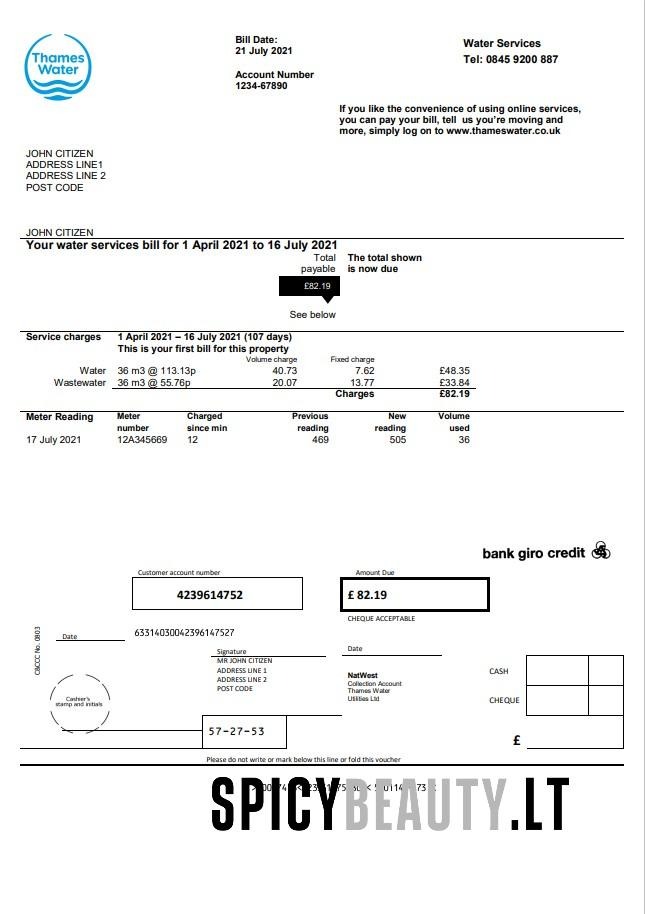 Thames
Water
Bill Date:
21 July 2021
Account Number
1234-67890
Water Services
Tel: 0845 9200 887
If you like the convenience of using online services,
you can pay your bill, tell us you're moving and
more, simply log on to www.thameswater.co.uk
JOHN CITIZEN
ADDRESS LINE1
ADDRESS LINE 2
POST CODE
JOHN CITIZEN
Your water services bill for 1 April 2021 to 16 July 2021
Total payable The total shown is now due
£82.19
See below
Service charges 1 April 2021 – 16 July 2021 (107 days)
This is your first bill for this property
Volume charge Fixed charge
Water 36 m3 @ 113.13p 40.73 7.62 £48.35
Wastewater 36 m3 @ 55.76p 20.07 13.77 £33.84
Charges £82.19
Meter Reading Meter number Charged since min Previous reading New reading Volume used
17 July 2021 12A345669 12 469 505 36
bank giro credit
Customer account number Amount Due
4239614752 £ 82.19
CHEQUE ACCEPTABLE
C&CCC No. 0803
Date 63314030042396147527
Signature Date
MR JOHN CITIZEN
ADDRESS LINE 1
ADDRESS LINE 2
POST CODE
NatWest
Collection Account
Thames Water
Utilities Ltd
CASH
CHEQUE
£
Cashier's
stamp and initials
57-27-53
Please do not write or mark below this line or fold this voucher
SPICYBEAUTY.LT